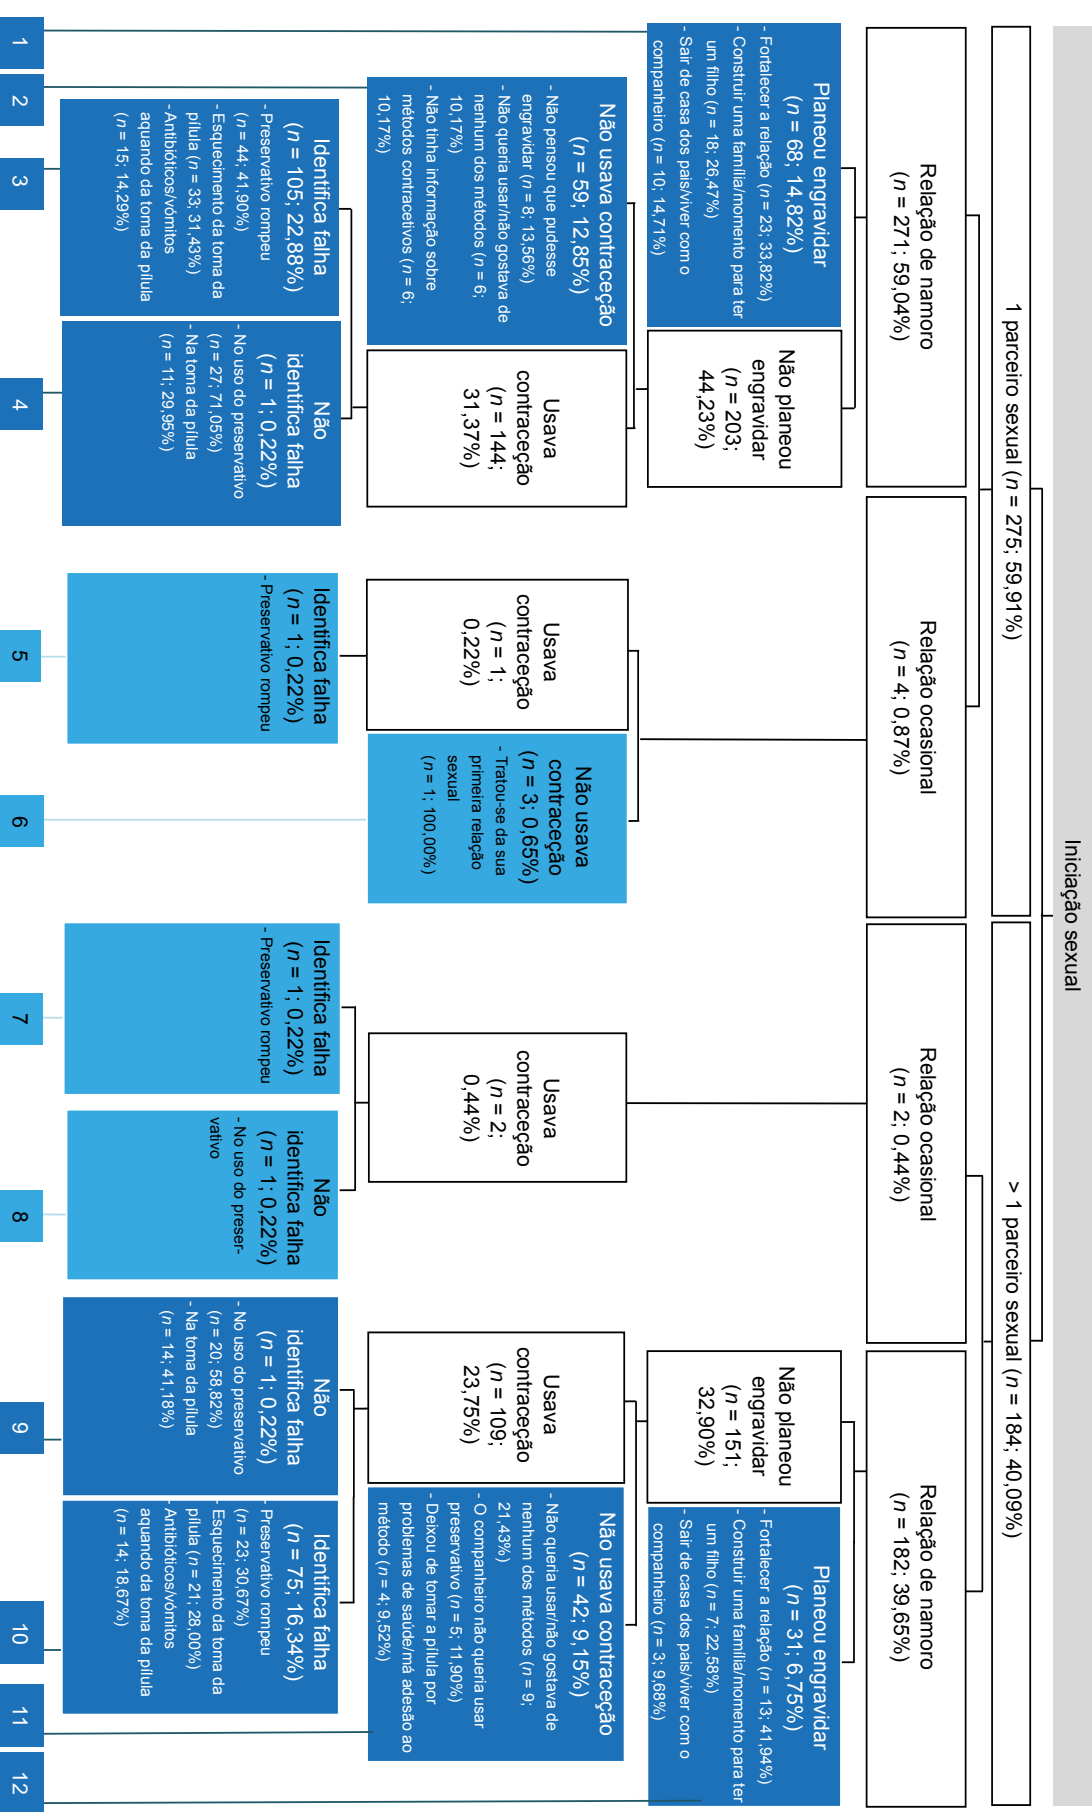 Iniciação sexual
1 parceiro sexual (n = 275; 59,91%)
> 1 parceiro sexual (n = 184; 40,09%)
Relação de namoro
(n = 271; 59,04%)
Relação ocasional
(n = 4; 0,87%)
Relação ocasional
(n = 2; 0,44%)
Relação de namoro
(n = 182; 39,65%)
Planeou engravidar
(n = 68; 14,82%)
- Fortalecer a relação (n = 23; 33,82%)
- Construir uma família/momento para ter
um filho (n = 18; 26,47%)
- Sair de casa dos pais/viver com o
companheiro (n = 10; 14,71%)
Não planeou
engravidar
(n = 203;
44,23%)
Não planeou
engravidar
(n = 151;
32,90%)
Planeou engravidar
(n = 31; 6,75%)
- Fortalecer a relação (n = 13; 41,94%)
- Construir uma família/momento para ter
um filho (n = 7; 22,58%)
- Sair de casa dos pais/viver com o
companheiro (n = 3; 9,68%)
Não usava contraceção
(n = 59; 12,85%)
- Não pensou que pudesse
engravidar (n = 8; 13,56%)
- Não queria usar/não gostava de
nenhum dos métodos (n = 6;
10,17%)
- Não tinha informação sobre
métodos contracetivos (n = 6;
10,17%)
Usava
contraceção
(n = 144;
31,37%)
Usava
contraceção
(n = 1;
0,22%)
Não usava
contraceção
(n = 3; 0,65%)
- Tratou-se da sua
primeira relação
sexual
(n = 1; 100,00%)
Usava
contraceção
(n = 2;
0,44%)
Usava
contraceção
(n = 109;
23,75%)
Não usava contraceção
(n = 42; 9,15%)
- Não queria usar/não gostava de
nenhum dos métodos (n = 9;
21,43%)
- O companheiro não queria usar
preservativo (n = 5; 11,90%)
- Deixou de tomar a pílula por
problemas de saúde/má adesão ao
método (n = 4; 9,52%)
Identifica falha
(n = 105; 22,88%)
- Preservativo rompeu
(n = 44; 41,90%)
- Esquecimento da toma da
pílula (n = 33; 31,43%)
- Antibióticos/vómitos
aquando da toma da pílula
(n = 15; 14,29%)
Não
identifica falha
(n = 1; 0,22%)
- No uso do preservativo
(n = 27; 71,05%)
- Na toma da pílula
(n = 11; 29,95%)
Identifica falha
(n = 1; 0,22%)
- Preservativo rompeu
Identifica falha
(n = 1; 0,22%)
- Preservativo rompeu
Não
identifica falha
(n = 1; 0,22%)
- No uso do preser-
vativo
Não
identifica falha
(n = 1; 0,22%)
- No uso do preservativo
(n = 20; 58,82%)
- Na toma da pílula
(n = 14; 41,18%)
Identifica falha
(n = 75; 16,34%)
- Preservativo rompeu
(n = 23; 30,67%)
- Esquecimento da toma da
pílula (n = 21; 28,00%)
- Antibióticos/vómitos
aquando da toma da pílula
(n = 14; 18,67%)
1
2
3
4
5
6
7
8
9
10
11
12